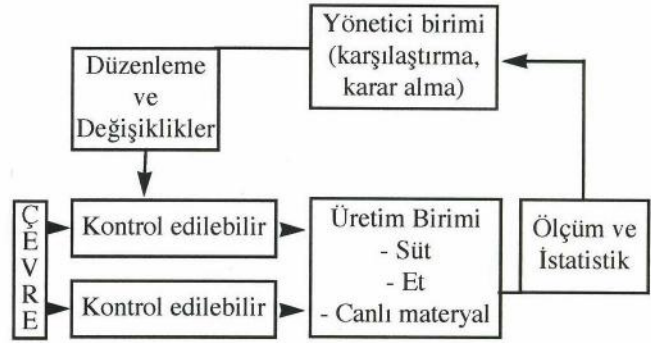 Yönetici birimi
(karşılaştırma,
karar alma)
Düzenleme
ve
Değişiklikler
ÇEVRE
Kontrol edilebilir
Kontrol edilebilir
Üretim Birimi
- Süt
- Et
- Canlı materyal
Ölçüm ve
İstatistik